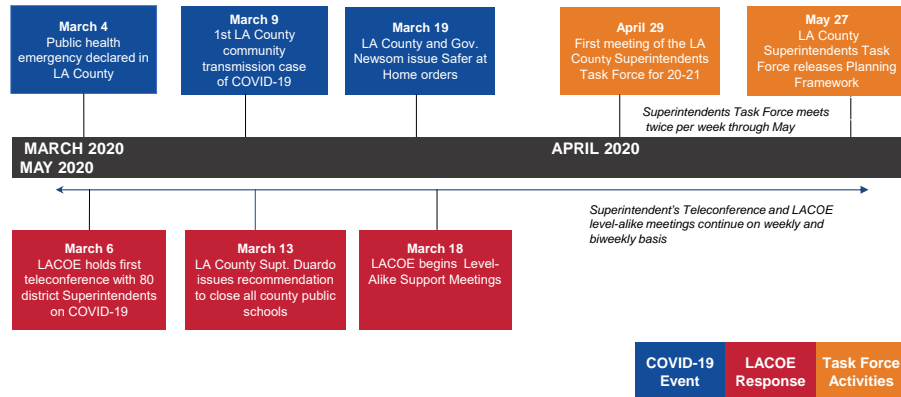 March 4
Public health
emergency declared in
LA County
March 9
1st LA County
community
transmission case
of COVID-19
March 19
LA County and Gov.
Newsom issue Safer at
Home orders
April 29
First meeting of the LA
County Superintendents
Task Force for 20-21
May 27
LA County
Superintendents Task
Force releases Planning
Framework
Superintendents Task Force meets
twice per week through May
MARCH 2020
APRIL 2020
MAY 2020
Superintendent's Teleconference and LACOE
level-alike meetings continue on weekly and
biweekly basis
March 6
LACOE holds first
teleconference with 80
district Superintendents
on COVID-19
March 13
LA County Supt. Duardo
issues recommendation
to close all county public
schools
March 18
LACOE begins Level-
Alike Support Meetings
COVID-19
Event
LACOE
Response
Task Force
Activities